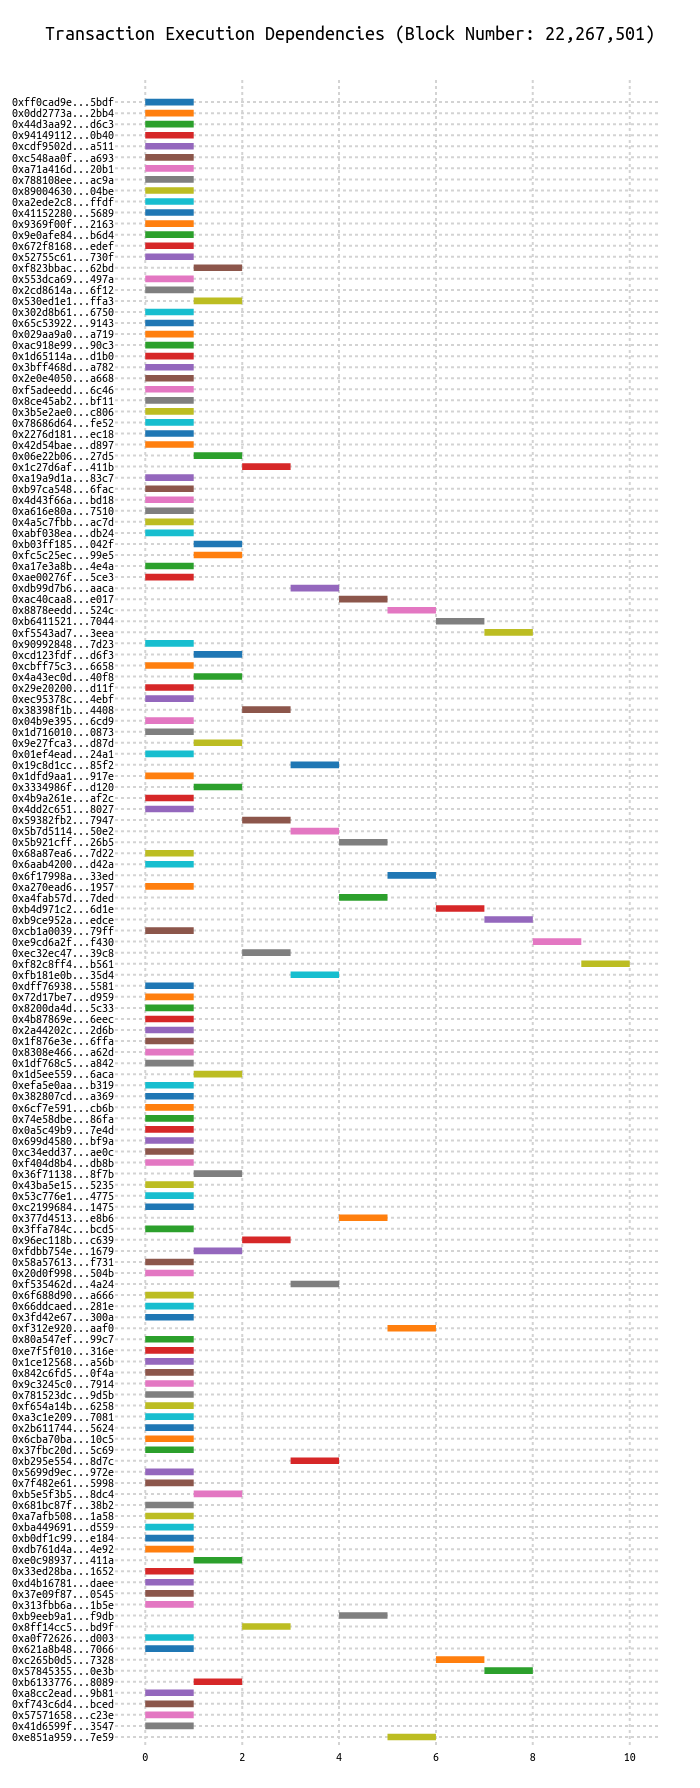 Transaction Execution Dependencies (Block Number: 22,267,501)
0xff0cad9e...5bdf
0x0dd2773a...2bb4
0x44d3aa92...d6c3
0x94149112...0b40
0xcdf9502d...a511
0xc548aa0f...a693
0xa71a416d...20b1
0x788108ee...ac9a
0x89004630...04be
0xa2ede2c8...ffdf
0x41152280...5689
0x9369f00f...2163
0x9e0afe84...b6d4
0x672f8168...edef
0x52755c61...730f
0xf823bbac...62bd
0x553dca69...497a
0x2cd8614a...6f12
0x530ed1e1...ffa3
0x302d8b61...6750
0x65c53922...9143
0x029aa9a0...a719
0xac918e99...90c3
0x1d65114a...d1b0
0x3bff468d...a782
0x2e0e4050...a668
0xf5adeedd...6c46
0x8ce45ab2...bf11
0x3b5e2ae0...c806
0x78686d64...fe52
0x2276d181...ec18
0x42d54bae...d897
0x06e22b06...27d5
0x1c27d6af...411b
0xa19a9d1a...83c7
0xb97ca548...6fac
0x4d43f66a...bd18
0xa616e80a...7510
0x4a5c7fbb...ac7d
0xabf038ea...db24
0xb03ff185...042f
0xfc5c25ec...99e5
0xa17e3a8b...4e4a
0xae00276f...5ce3
0xdb99d7b6...aaca
0xac40caa8...e017
0x8878eedd...524c
0xb6411521...7044
0xf5543ad7...3eea
0x90992848...7d23
0xcd123fdf...d6f3
0xcbff75c3...6658
0x4a43ec0d...40f8
0x29e20200...d11f
0xec95378c...4ebf
0x38398f1b...4408
0x04b9e395...6cd9
0x1d716010...0873
0x9e27fca3...d87d
0x01ef4ead...24a1
0x19c8d1cc...85f2
0x1dfd9aa1...917e
0x3334986f...d120
0x4b9a261e...af2c
0x4dd2c651...8027
0x59382fb2...7947
0x5b7d5114...50e2
0x5b921cff...26b5
0x68a87ea6...7d22
0x6aab4200...d42a
0x6f17998a...33ed
0xa270ead6...1957
0xa4fab57d...7ded
0xb4d971c2...6d1e
0xb9ce952a...edce
0xcb1a0039...79ff
0xe9cd6a2f...f430
0xec32ec47...39c8
0xf82c8ff4...b561
0xfb181e0b...35d4
0xdff76938...5581
0x72d17be7...d959
0x8200da4d...5c33
0x4b87869e...6eec
0x2a44202c...2d6b
0x1f876e3e...6ffa
0x8308e466...a62d
0x1df768c5...a842
0x1d5ee559...6aca
0xefa5e0aa...b319
0x382807cd...a369
0x6cf7e591...cb6b
0x74e58dbe...86fa
0x0a5c49b9...7e4d
0x699d4580...bf9a
0xc34edd37...ae0c
0xf404d8b4...db8b
0x36f71138...8f7b
0x43ba5e15...5235
0x53c776e1...4775
0xc2199684...1475
0x377d4513...e8b6
0x3ffa784c...bcd5
0x96ec118b...c639
0xfdbb754e...1679
0x58a57613...f731
0x20d0f998...504b
0xf535462d...4a24
0x6f688d90...a666
0x66ddcaed...281e
0x3fd42e67...300a
0xf312e920...aaf0
0x80a547ef...99c7
0xe7f5f010...316e
0x1ce12568...a56b
0x842c6fd5...0f4a
0x9c3245c0...7914
0x781523dc...9d5b
0xf654a14b...6258
0xa3c1e209...7081
0x2b611744...5624
0x6cba70ba...10c5
0x37fbc20d...5c69
0xb295e554...8d7c
0x5699d9ec...972e
0x7f482e61...5998
0xb5e5f3b5...8dc4
0x681bc87f...38b2
0xa7afb508...1a58
0xba449691...d559
0xb0df1c99...e184
0xdb761d4a...4e92
0xe0c98937...411a
0x33ed28ba...1652
0xd4b16781...daee
0x37e09f87...0545
0x313fbb6a...1b5e
0xb9eeb9a1...f9db
0x8ff14cc5...bd9f
0xa0f72626...d003
0x621a8b48...7066
0xc265b0d5...7328
0x57845355...0e3b
0xb6133776...8089
0xa8cc2ead...9b81
0xf743c6d4...bced
0x57571658...c23e
0x41d6599f...3547
0xe851a959...7e59
0 2 4 6 8 10